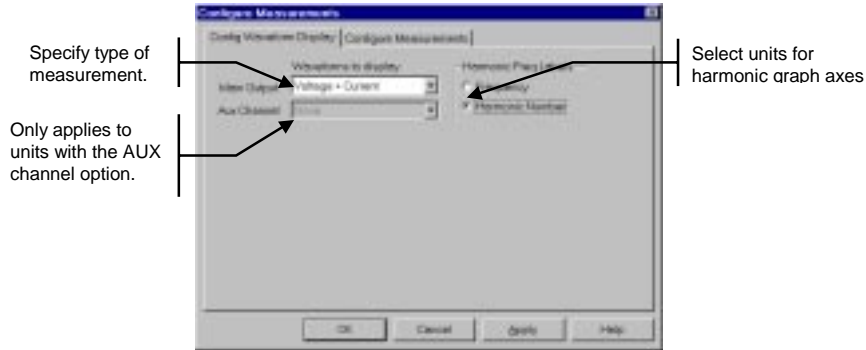 Configure Measurements
Config Waveform Display
Configure Measurements
Specify type of
measurement.
Waveforms to display
Main Output
Voltage + Current
Aux Channel
None
Harmonic Freq
Frequency
Harmonic Number
Select units for
harmonic graph axes
Only applies to
units with the AUX
channel option.
OK
Cancel
Apply
Help